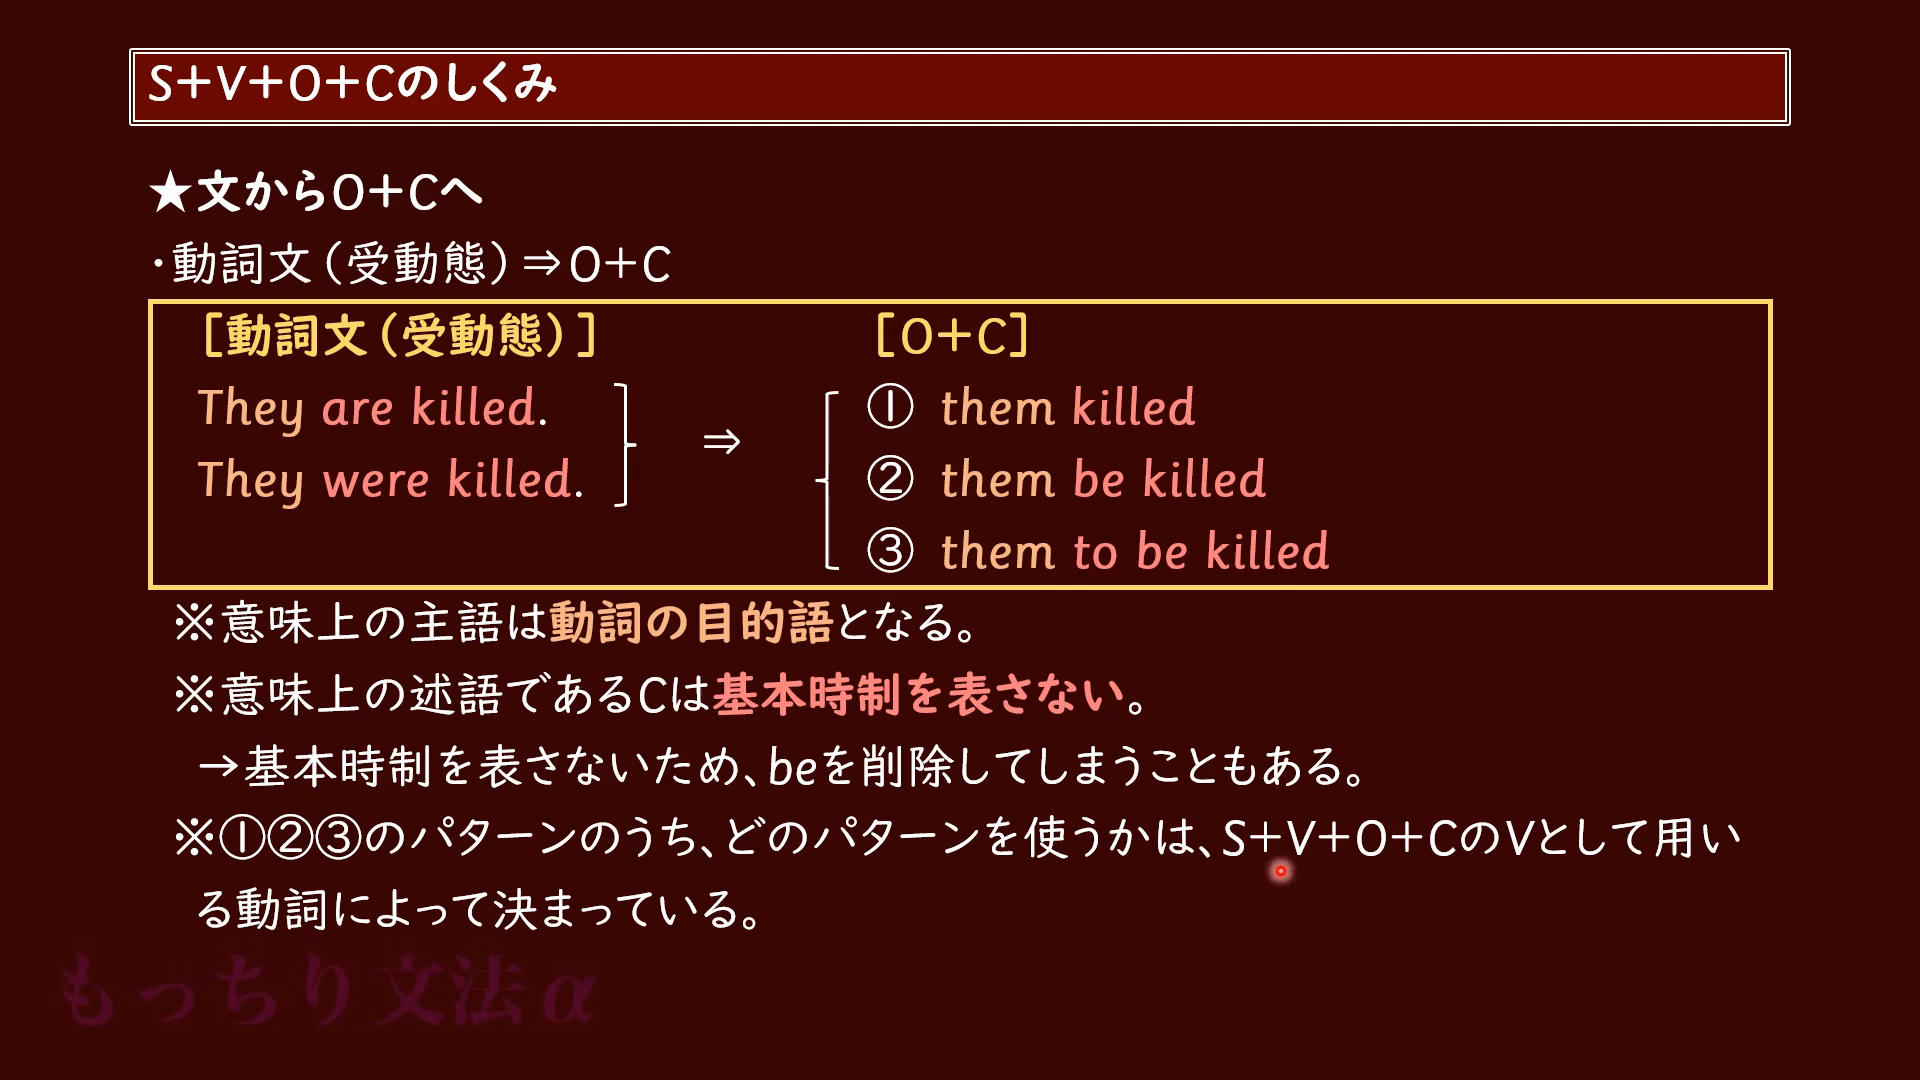 S+V+O+Cのしくみ
★文からO+Cへ
・動詞文（受動態）⇒O+C
[動詞文（受動態）] [O+C]
They are killed. ① them killed
⇒
They were killed. ② them be killed
③ them to be killed
※意味上の主語は動詞の目的語となる。
※意味上の述語であるCは基本時制を表さない。
→基本時制を表さないため、beを削除してしまうこともある。
※①②③のパターンのうち、どのパターンを使うかは、S+V+O+CのVとして用い
る動詞によって決まっている。
もっちり文法α